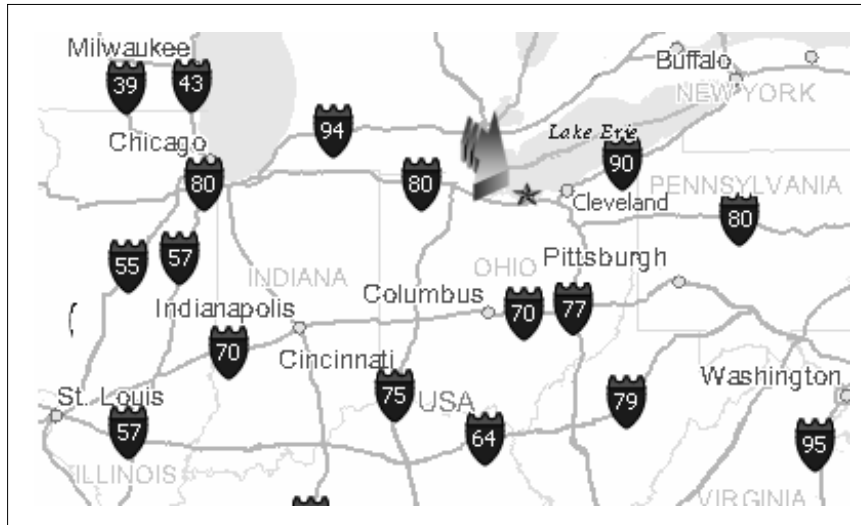 Milwaukee
Buffalo
39
43
NEW YORK
94
Lake Erie
Chicago
90
80
80
PENNSYLVANIA
Cleveland
80
55
57
INDIANA
OHIO
Pittsburgh
Indianapolis
Columbus
70
77
70
Cincinnati
Washington
St. Louis
75
USA
79
57
64
95
ILLINOIS
VIRGINIA